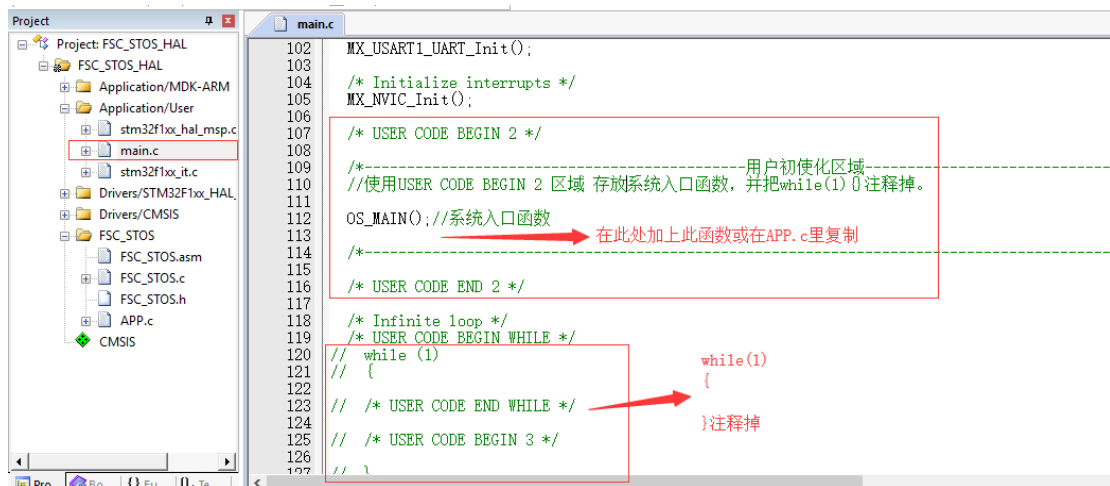 Project
main.c
Project: FSC_STOS_HAL
FSC_STOS_HAL
Application/MDK-ARM
Application/User
stm32f1xx_hal_msp.c
main.c
stm32f1xx_it.c
Drivers/STM32F1xx_HAL_
Drivers/CMSIS
FSC_STOS
FSC_STOS.asm
FSC_STOS.c
FSC_STOS.h
APP.c
CMSIS
102 MX_USART1_UART_Init();
103
104 /* Initialize interrupts */
105 MX_NVIC_Init();
106
107 /* USER CODE BEGIN 2 */
108
109 /*---------------------------------------------用户初使化区域-------------------------------
110 //使用USER CODE BEGIN 2 区域 存放系统入口函数，并把while(1){}注释掉。
111
112 OS_MAIN();//系统入口函数
113
在此处加上此函数或在APP.c里复制
114 /*----------------------------------------------------------------------------------------
115
116 /* USER CODE END 2 */
117
118 /* Infinite loop */
119 /* USER CODE BEGIN WHILE */
120 // while (1)
121 // {
122
123 // /* USER CODE END WHILE */
124
125 // /* USER CODE BEGIN 3 */
126
127 // }
while(1)
{
}注释掉
Pro
Bo
{} Fu
Te